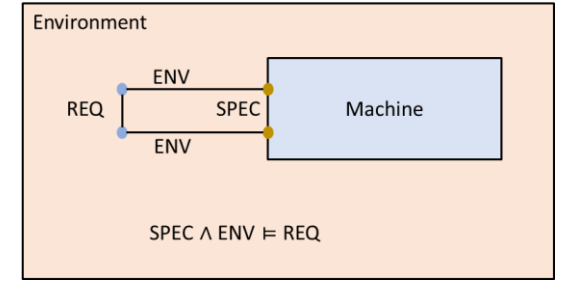 Environment
ENV
REQ
SPEC
Machine
ENV
SPEC ∧ ENV ⊨ REQ